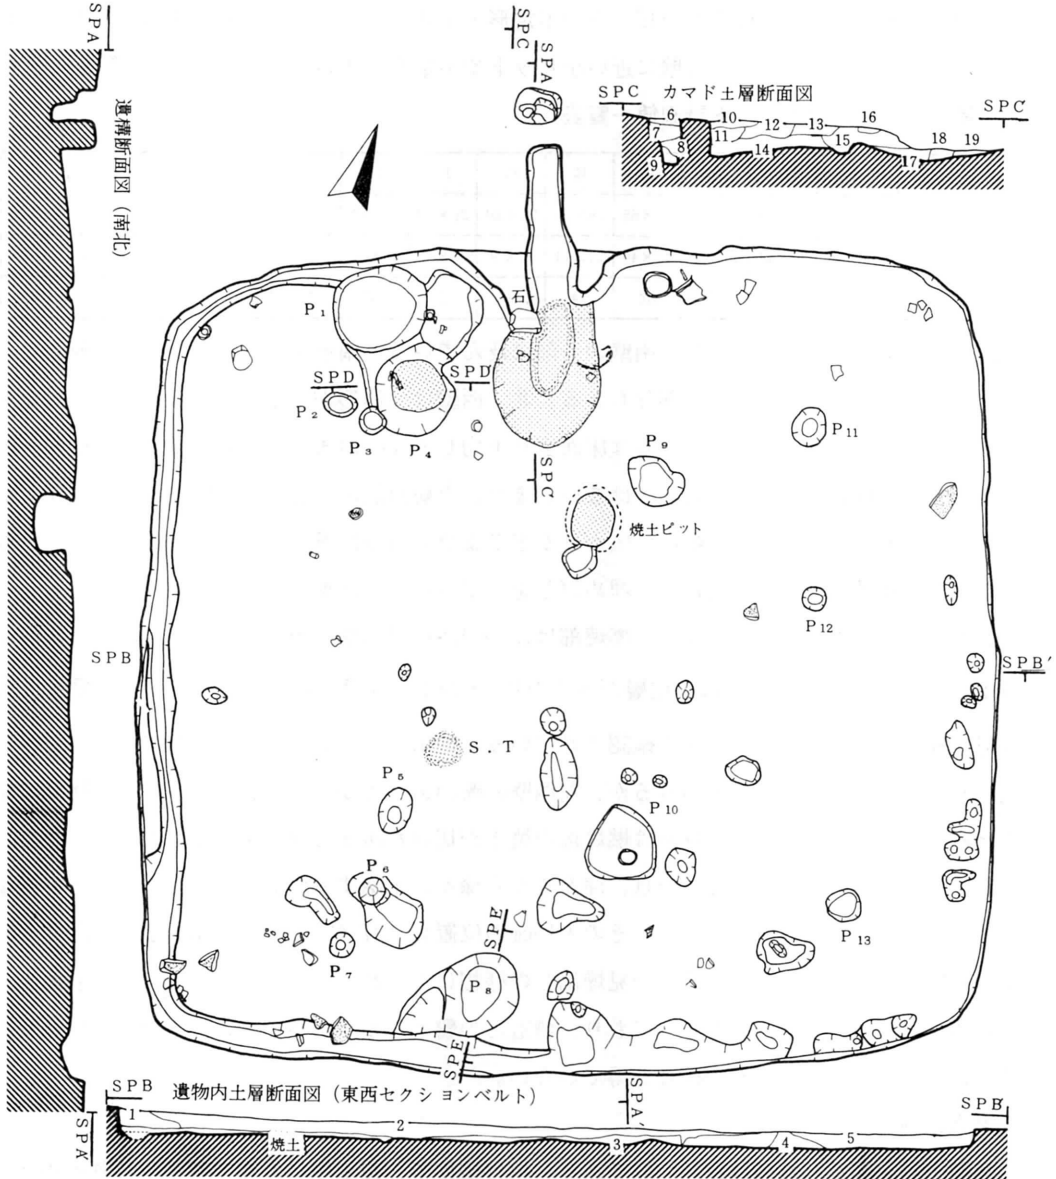 SPA
SPC
SPA
遺構断面図(南北)
SPC
カマド土層断面図
SPC′
6
7
8
9
10
11
12
13
14
15
16
17
18
19
石
P1
SPD
SPD′
P2
P3
P4
SPC′
P9
P11
焼土ピット
P12
SPB
SPB′
S.T
P5
P10
P6
P7
SPE
P8
P13
SPE′
SPB
遺物内土層断面図(東西セクションベルト)
SPA′
SPB′
SPA′
1
2
3
4
5
焼土